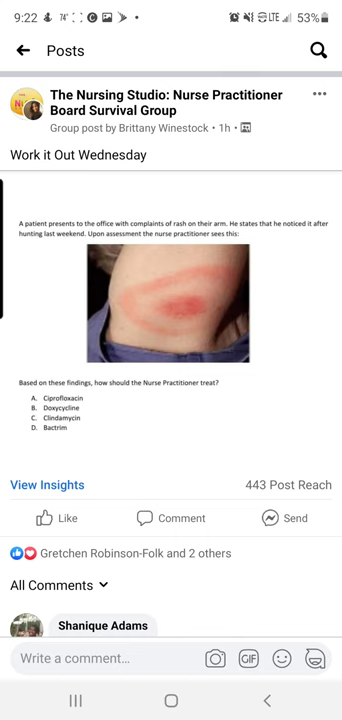 9:22 74° 53%
LTE
Posts
The Nursing Studio: Nurse Practitioner
Board Survival Group
Group post by Brittany Winestock • 1h •
Work it Out Wednesday
A patient presents to the office with complaints of rash on their arm. He states that he noticed it after
hunting last weekend. Upon assessment the nurse practitioner sees this:
Based on these findings, how should the Nurse Practitioner treat?
A. Ciprofloxacin
B. Doxycycline
C. Clindamycin
D. Bactrim
View Insights 443 Post Reach
Like Comment Send
Gretchen Robinson-Folk and 2 others
All Comments
Shanique Adams
Write a comment...
GIF